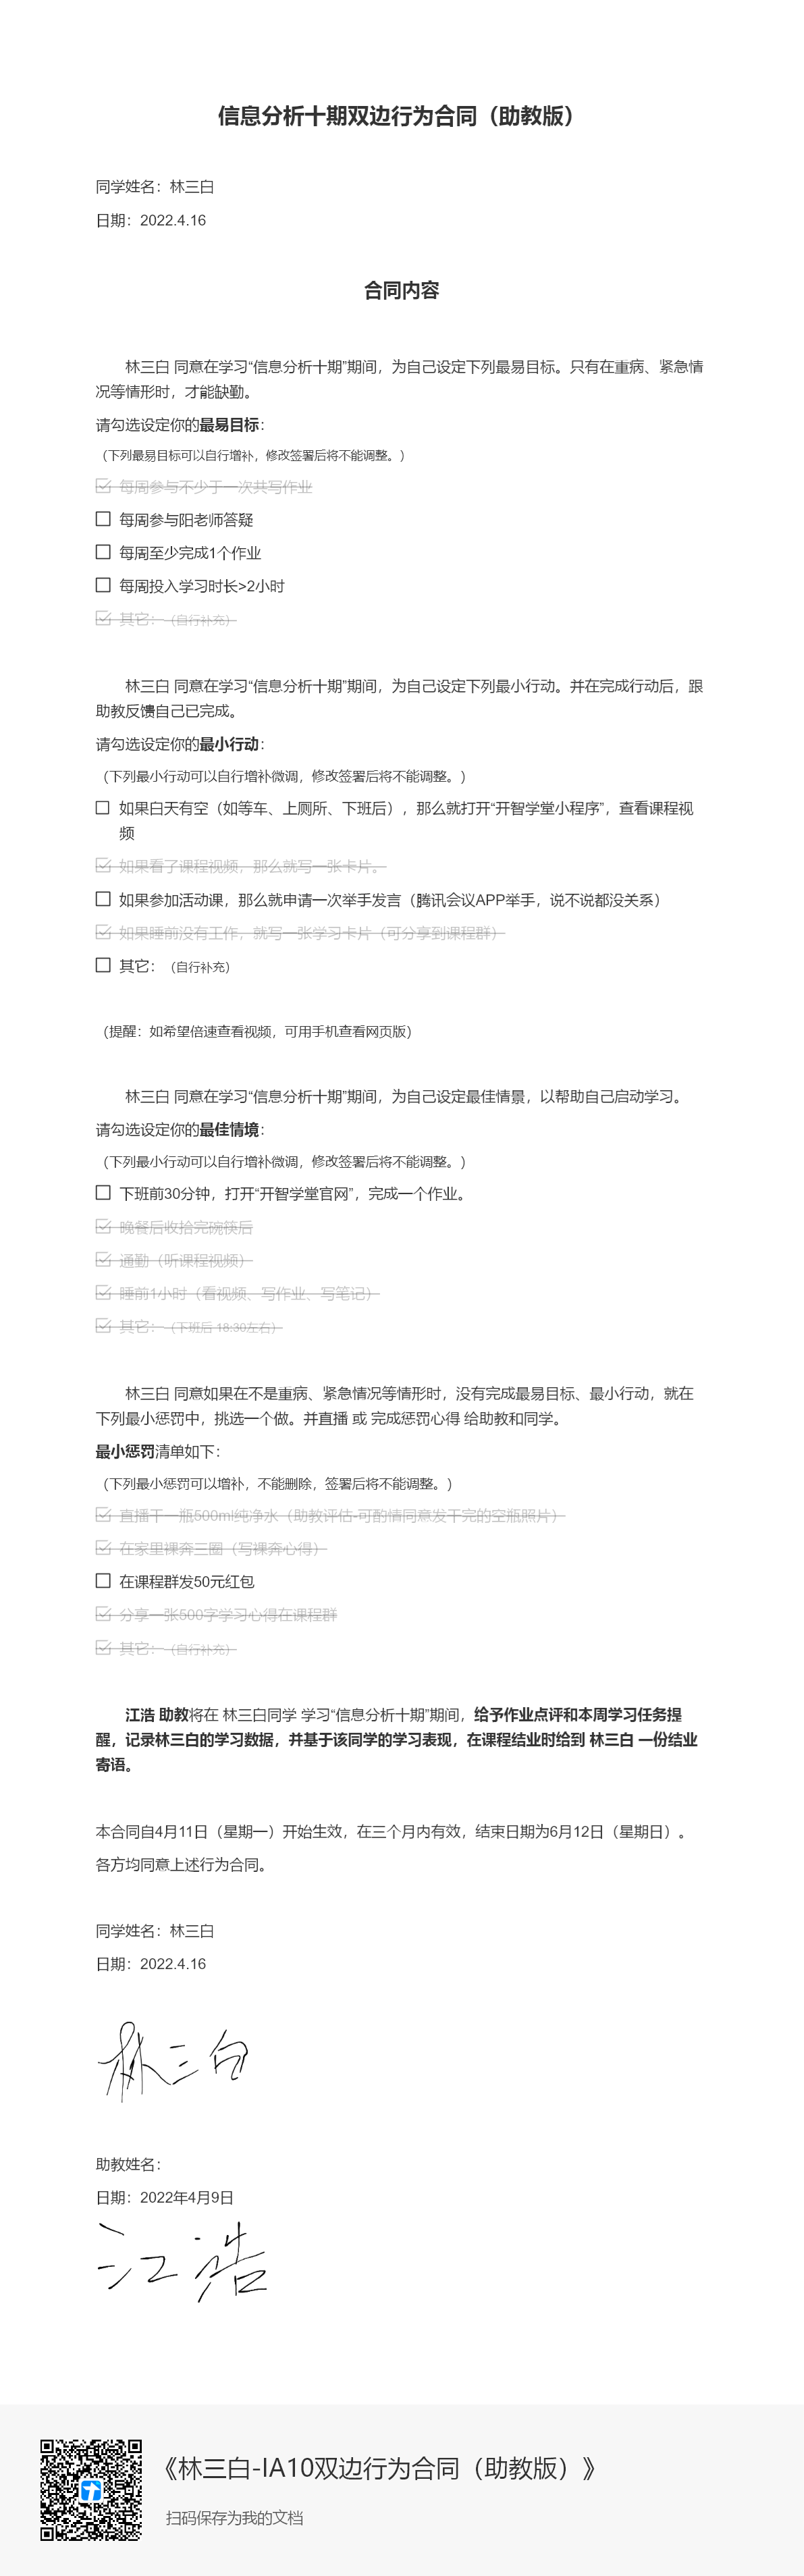 信息分析十期双边行为合同（助教版）
同学姓名：林三白
日期：2022.4.16
合同内容
林三白 同意在学习“信息分析十期”期间，为自己设定下列最易目标。只有在重病、紧急情
况等情形时，才能缺勤。
请勾选设定你的最易目标：
（下列最易目标可以自行增补，修改签署后将不能调整。）
每周参与不少于一次共写作业
每周参与阳老师答疑
每周至少完成1个作业
每周投入学习时长>2小时
其它：（自行补充）
林三白 同意在学习“信息分析十期”期间，为自己设定下列最小行动。并在完成行动后，跟
助教反馈自己已完成。
请勾选设定你的最小行动：
（下列最小行动可以自行增补微调，修改签署后将不能调整。）
如果白天有空（如等车、上厕所、下班后），那么就打开“开智学堂小程序”，查看课程视
频
如果看了课程视频，那么就写一张卡片。
如果参加活动课，那么就申请一次举手发言（腾讯会议APP举手，说不说都没关系）
如果睡前没有工作，就写一张学习卡片（可分享到课程群）
其它：（自行补充）
（提醒：如希望倍速查看视频，可用手机查看网页版）
林三白 同意在学习“信息分析十期”期间，为自己设定最佳情景，以帮助自己启动学习。
请勾选设定你的最佳情境：
（下列最小行动可以自行增补微调，修改签署后将不能调整。）
下班前30分钟，打开“开智学堂官网”，完成一个作业。
晚餐后收拾完碗筷后
通勤（听课程视频）
睡前1小时（看视频、写作业、写笔记）
其它：（下班后 18:30左右）
林三白 同意如果在不是重病、紧急情况等情形时，没有完成最易目标、最小行动，就在
下列最小惩罚中，挑选一个做。并直播 或 完成惩罚心得 给助教和同学。
最小惩罚清单如下：
（下列最小惩罚可以增补，不能删除，签署后将不能调整。）
直播干一瓶500ml纯净水（助教评估-可酌情同意发干完的空瓶照片）
在家里裸奔三圈（写裸奔心得）
在课程群发50元红包
分享一张500字学习心得在课程群
其它：（自行补充）
江浩 助教将在 林三白同学 学习“信息分析十期”期间，给予作业点评和本周学习任务提
醒，记录林三白的学习数据，并基于该同学的学习表现，在课程结业时给到 林三白 一份结业
寄语。
本合同自4月11日（星期一）开始生效，在三个月内有效，结束日期为6月12日（星期日）。
各方均同意上述行为合同。
同学姓名：林三白
日期：2022.4.16
林三白
助教姓名：
日期：2022年4月9日
江浩
《林三白-IA10双边行为合同（助教版）》
扫码保存为我的文档